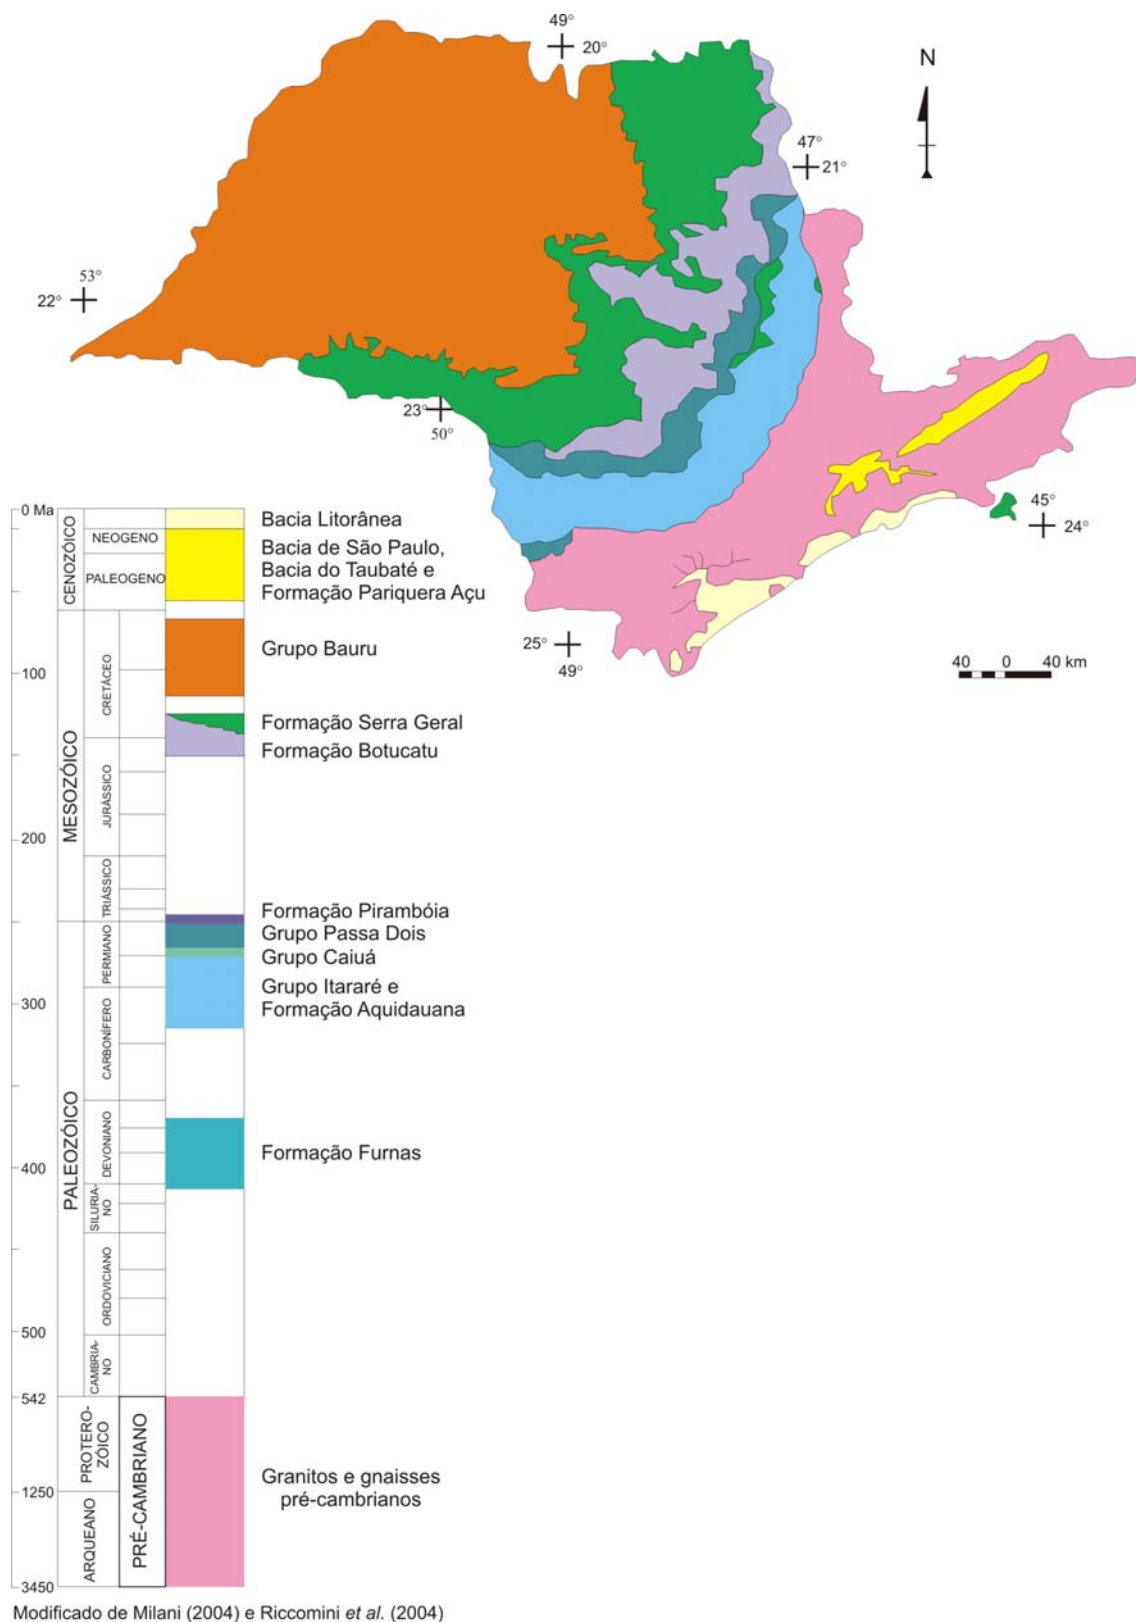 49°
20°
N
47°
21°
53°
22°
23°
50°
45°
24°
25°
49°
40 0 40 km
0 Ma
100
200
300
400
500
542
1250
3450
CENOZÓICO
NEOGENO
PALEOGENO
MESOZÓICO
CRETÁCEO
JURÁSSICO
TRIÁSSICO
PALEOZÓICO
PERMIANO
CARBONÍFERO
DEVONIANO
SILURIA-
NO
ORDOVICIANO
CAMBRIA-
NO
PROTERO-
ZÓICO
ARQUEANO
PRÉ-CAMBRIANO
Bacia Litorânea
Bacia de São Paulo,
Bacia do Taubaté e
Formação Pariquera Açu
Grupo Bauru
Formação Serra Geral
Formação Botucatu
Formação Pirambóia
Grupo Passa Dois
Grupo Caiuá
Grupo Itararé e
Formação Aquidauana
Formação Furnas
Granitos e gnaisses
pré-cambrianos
Modificado de Milani (2004) e Riccomini et al. (2004)